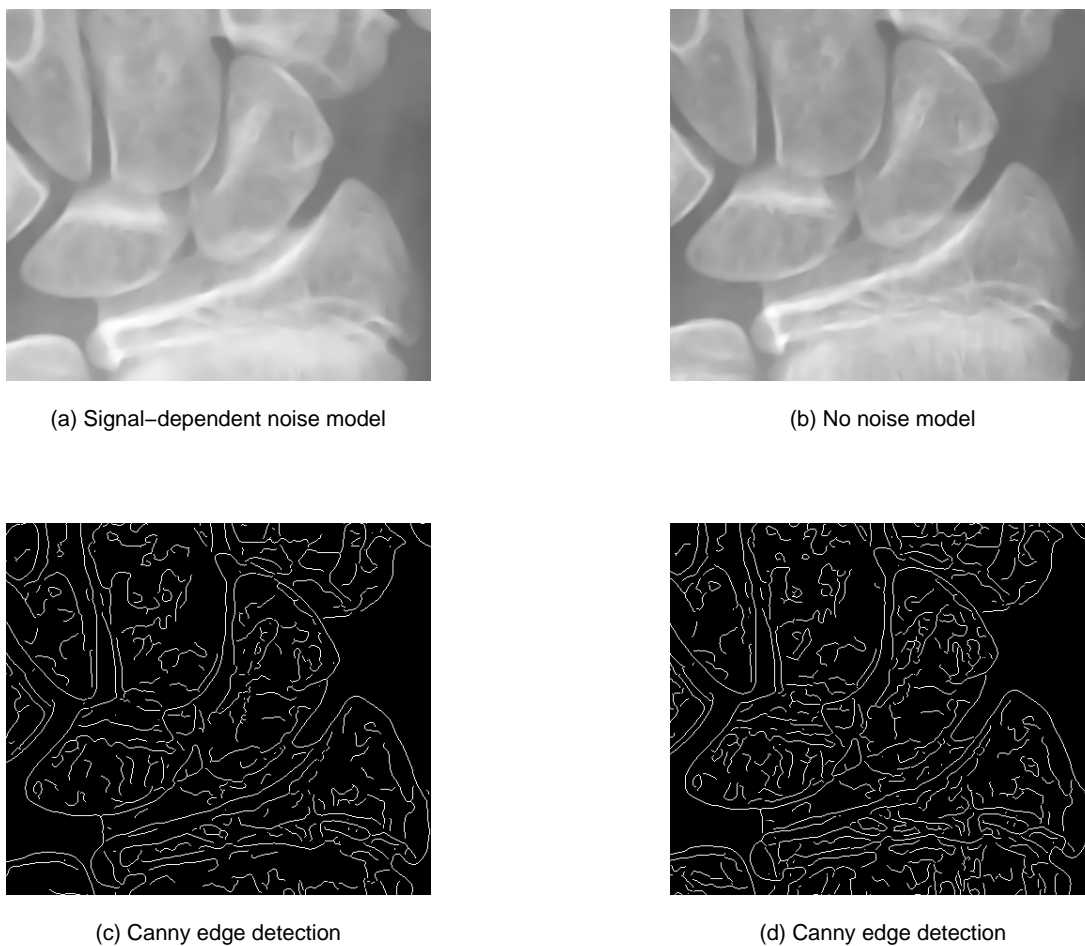 (a) Signal−dependent noise model
(b) No noise model
(c) Canny edge detection
(d) Canny edge detection